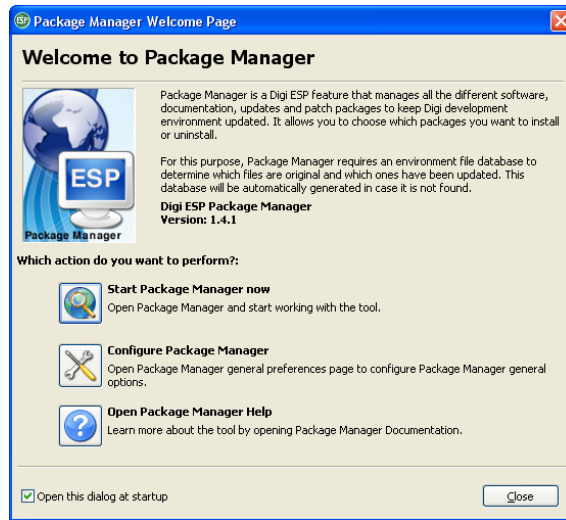 ESP Package Manager Welcome Page
Welcome to Package Manager
Package Manager is a Digi ESP feature that manages all the different software,
documentation, updates and patch packages to keep Digi development
environment updated. It allows you to choose which packages you want to install
or uninstall.
For this purpose, Package Manager requires an environment file database to
determine which files are original and which ones have been updated. This
database will be automatically generated in case it is not found.
Digi ESP Package Manager
Version: 1.4.1
ESP
Package Manager
Which action do you want to perform?:
Start Package Manager now
Open Package Manager and start working with the tool.
Configure Package Manager
Open Package Manager general preferences page to configure Package Manager general
options.
Open Package Manager Help
Learn more about the tool by opening Package Manager Documentation.
Open this dialog at startup
Close